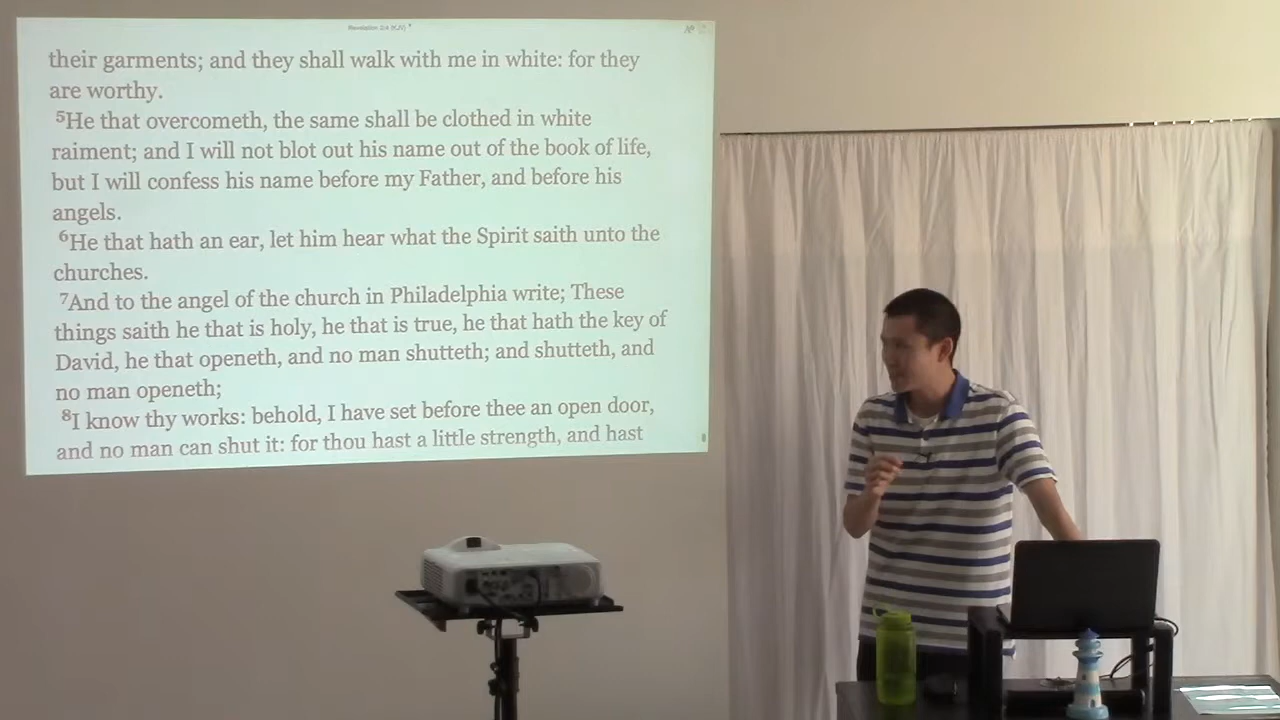 their garments; and they shall walk with me in white: for they
are worthy.
5He that overcometh, the same shall be clothed in white
raiment; and I will not blot out his name out of the book of life,
but I will confess his name before my Father, and before his
angels.
6He that hath an ear, let him hear what the Spirit saith unto the
churches.
7And to the angel of the church in Philadelphia write; These
things saith he that is holy, he that is true, he that hath the key of
David, he that openeth, and no man shutteth; and shutteth, and
no man openeth;
8I know thy works: behold, I have set before thee an open door,
and no man can shut it: for thou hast a little strength, and hast